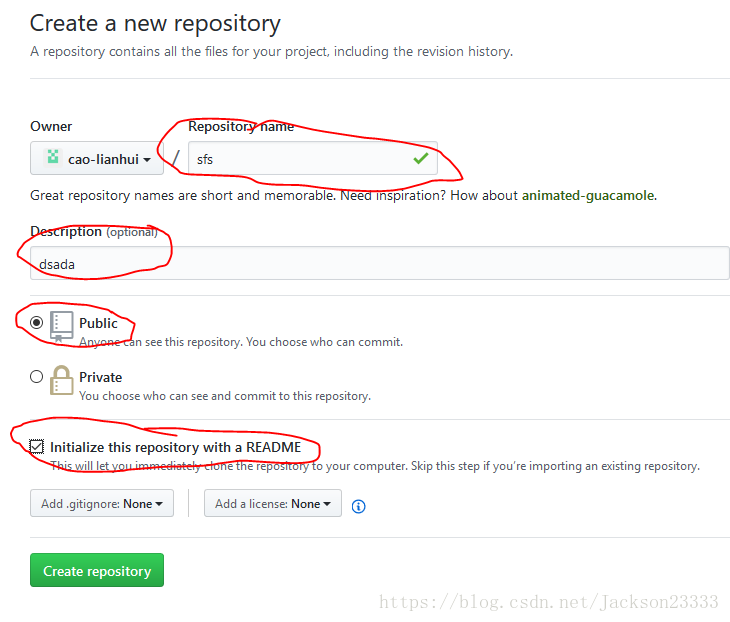 Create a new repository
A repository contains all the files for your project, including the revision history.
Owner
Repository name
cao-lianhui
/
sfs
Great repository names are short and memorable. Need inspiration? How about animated-guacamole.
Description (optional)
dsada
Public
Anyone can see this repository. You choose who can commit.
Private
You choose who can see and commit to this repository.
Initialize this repository with a README
This will let you immediately clone the repository to your computer. Skip this step if you're importing an existing repository.
Add .gitignore: None
Add a license: None
Create repository
https://blog.csdn.net/Jackson23333